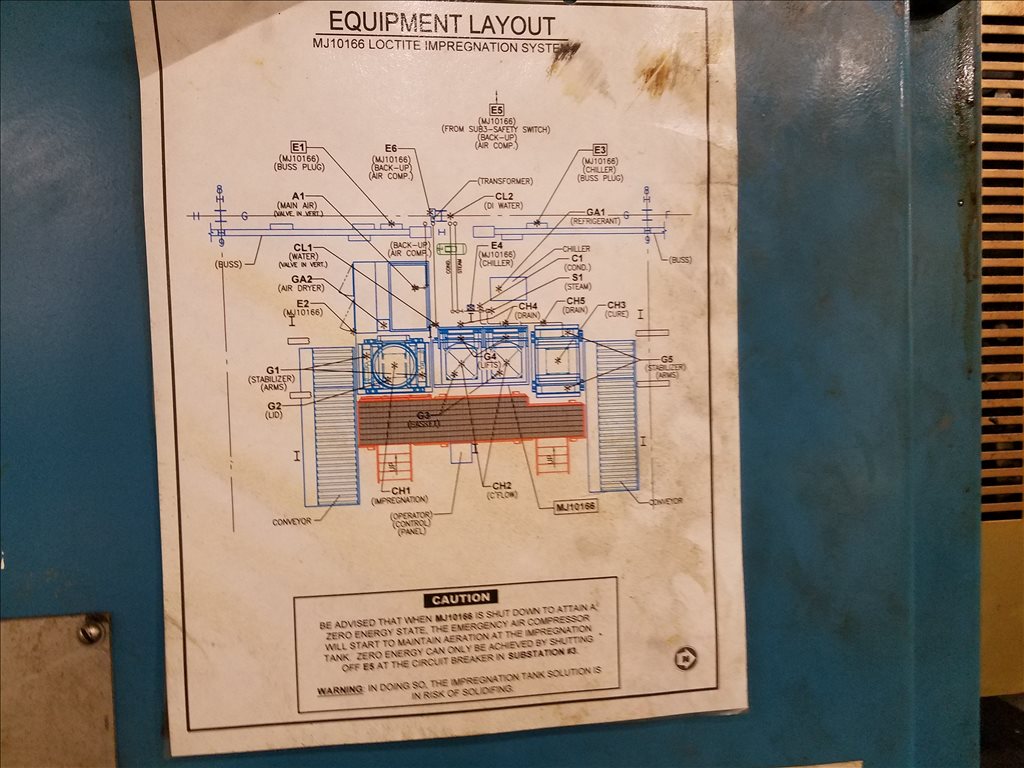 EQUIPMENT LAYOUT
MJ10166 LOCTITE IMPREGNATION SYSTEM
E5
(MJ10166)
(FROM SUB3-SAFETY SWITCH)
(BACK-UP)
(AIR COMP.)
E1
(MJ10166)
(BUSS PLUG)
E6
(MJ10166)
(BACK-UP)
(AIR COMP.)
E3
(MJ10166)
(CHILLER)
(BUSS PLUG)
(TRANSFORMER)
A1
(MAIN AIR)
(VALVE IN VERT.)
CL2
(DI WATER)
GA1
(REFRIGERANT)
8
8
H
G
G
F
9
9
(BUSS)
(BUSS)
CL1
(WATER)
(VALVE IN VERT.)
(BACK-UP)
(AIR COMP.)
COND.
STEAM
E4
(MJ10166)
(CHILLER)
CHILLER
C1
(COND.)
S1
(STEAM)
GA2
(AIR DRYER)
E2
(MJ10166)
CH4
(DRAIN)
CH5
(DRAIN)
CH3
(CURE)
G1
(STABILIZER)
(ARMS)
G4
(LIFTS)
G5
(STABILIZER)
(ARMS)
G2
(LID)
G3
(BASKET)
CH1
(IMPREGNATION)
CH2
(C'FLOW)
MJ10166
CONVEYOR
(OPERATOR)
(CONTROL)
(PANEL)
CONVEYOR
CAUTION
BE ADVISED THAT WHEN MJ10166 IS SHUT DOWN TO ATTAIN A
ZERO ENERGY STATE, THE EMERGENCY AIR COMPRESSOR
WILL START TO MAINTAIN AERATION AT THE IMPREGNATION
TANK. ZERO ENERGY CAN ONLY BE ACHIEVED BY SHUTTING
OFF E5 AT THE CIRCUIT BREAKER IN SUBSTATION #3.
WARNING: IN DOING SO, THE IMPREGNATION TANK SOLUTION IS
IN RISK OF SOLIDIFING.
N